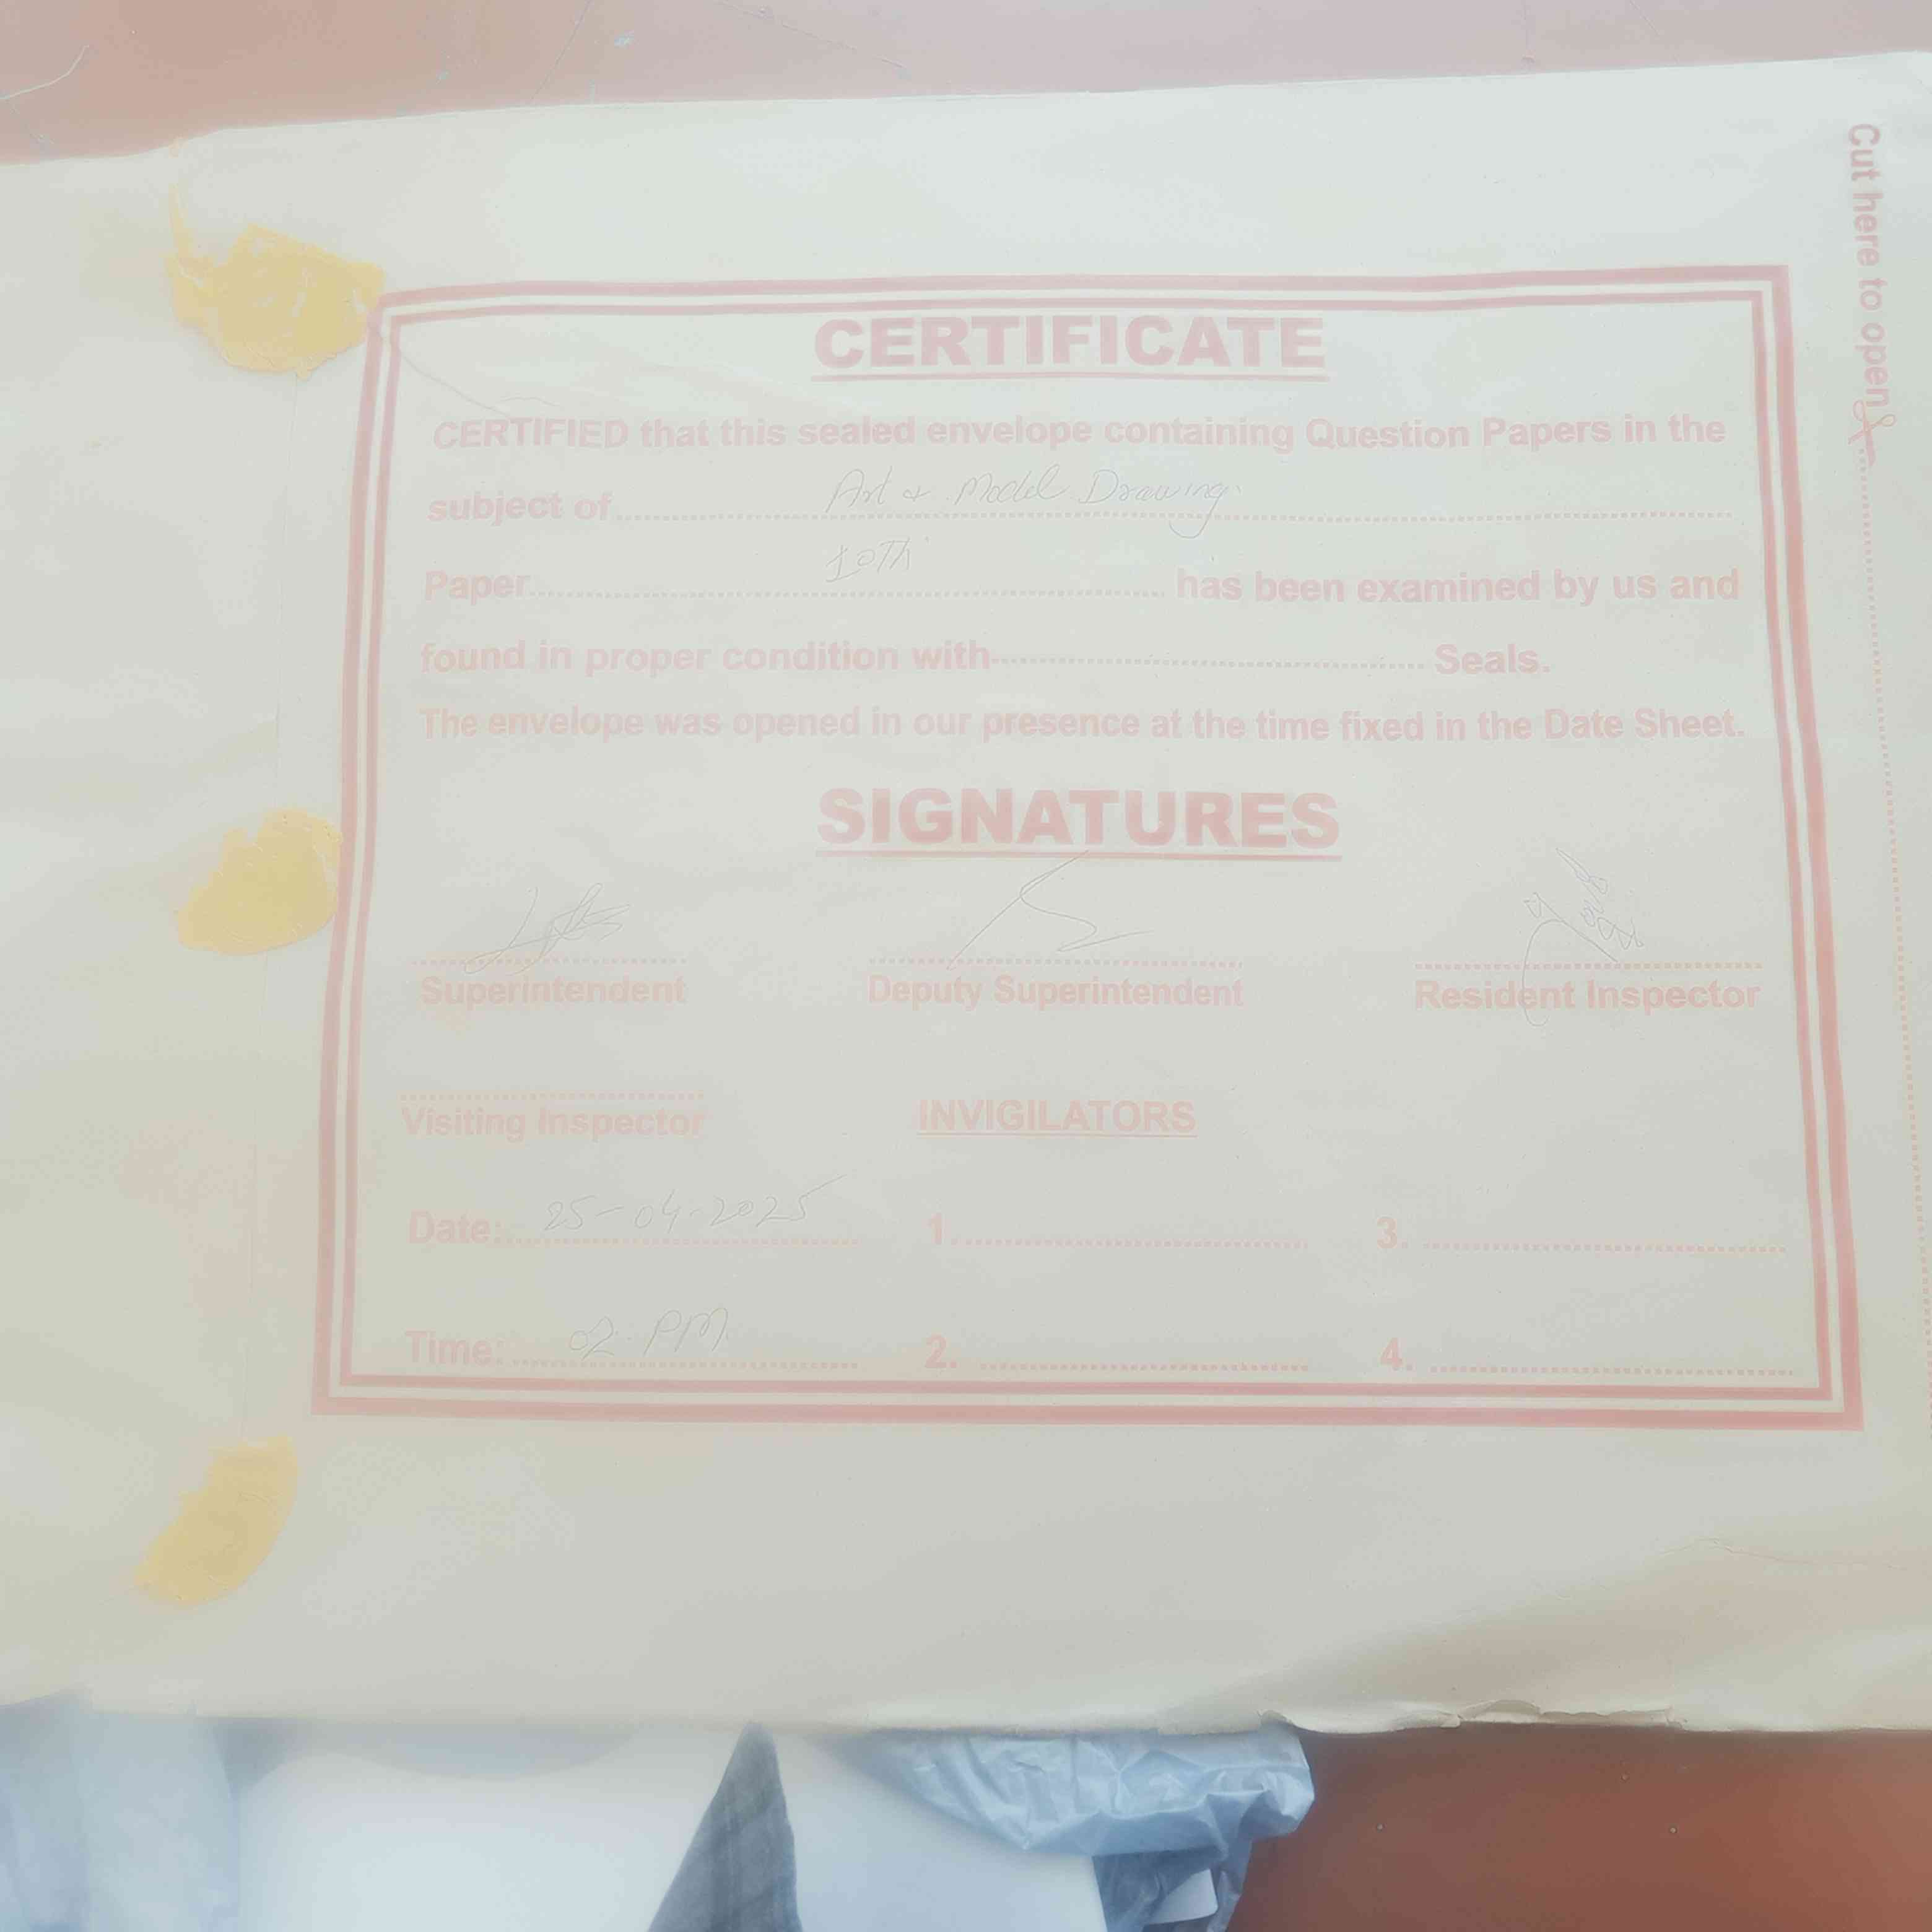 Cut here to open
CERTIFICATE
CERTIFIED that this sealed envelope containing Question Papers in the
subject of Art & Model Drawing.
Paper 10Th has been examined by us and
found in proper condition with Seals.
The envelope was opened in our presence at the time fixed in the Date Sheet.
SIGNATURES
Superintendent Deputy Superintendent Resident Inspector
Visiting Inspector INVIGILATORS
Date: 25-04-2025 1. 3.
Time: 02 PM 2. 4.